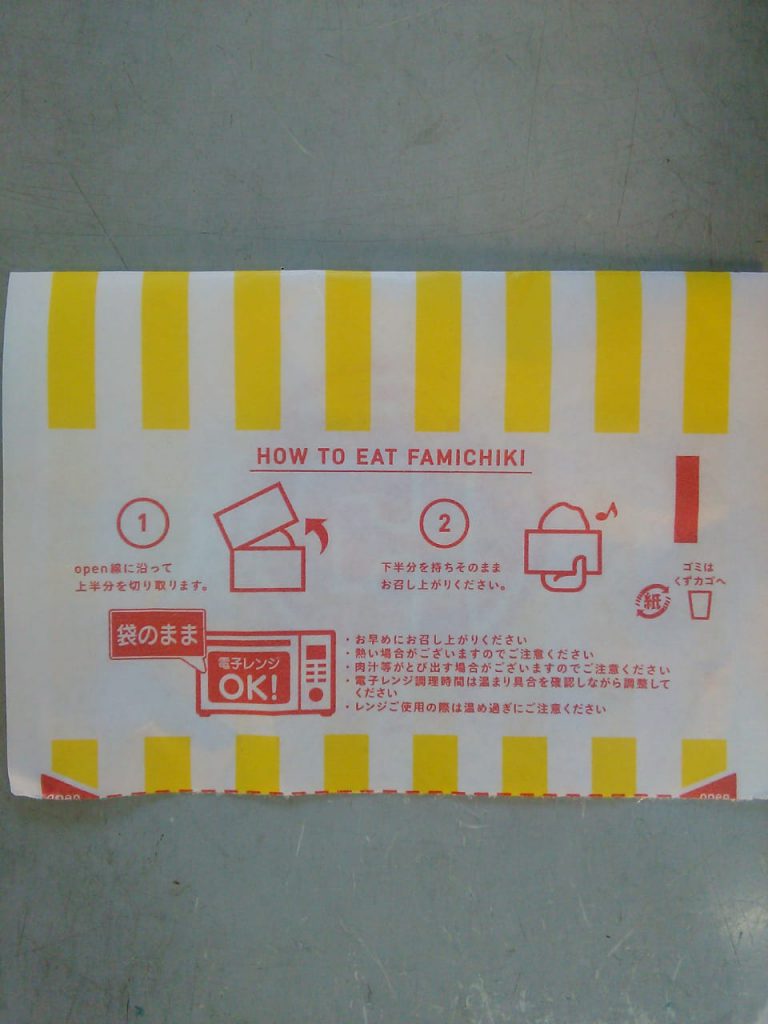 HOW TO EAT FAMICHIKI
1
open線に沿って
上半分を切り取ります。
2
下半分を持ちそのまま
お召し上がりください。
ゴミは
くずカゴへ
紙
袋のまま
電子レンジ
OK!
・お早めにお召し上がりください
・熱い場合がございますのでご注意ください
・肉汁等がとび出す場合がございますのでご注意ください
・電子レンジ調理時間は温まり具合を確認しながら調整して
ください
・レンジご使用の際は温め過ぎにご注意ください
open
open